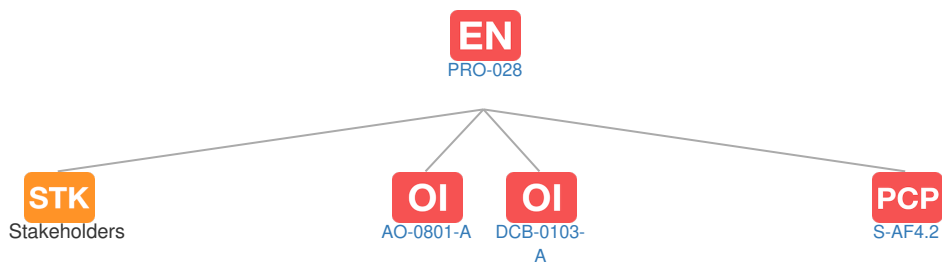 EN
PRO-028
STK
OI
OI
PCP
Stakeholders
AO-0801-A
DCB-0103-
A
S-AF4.2